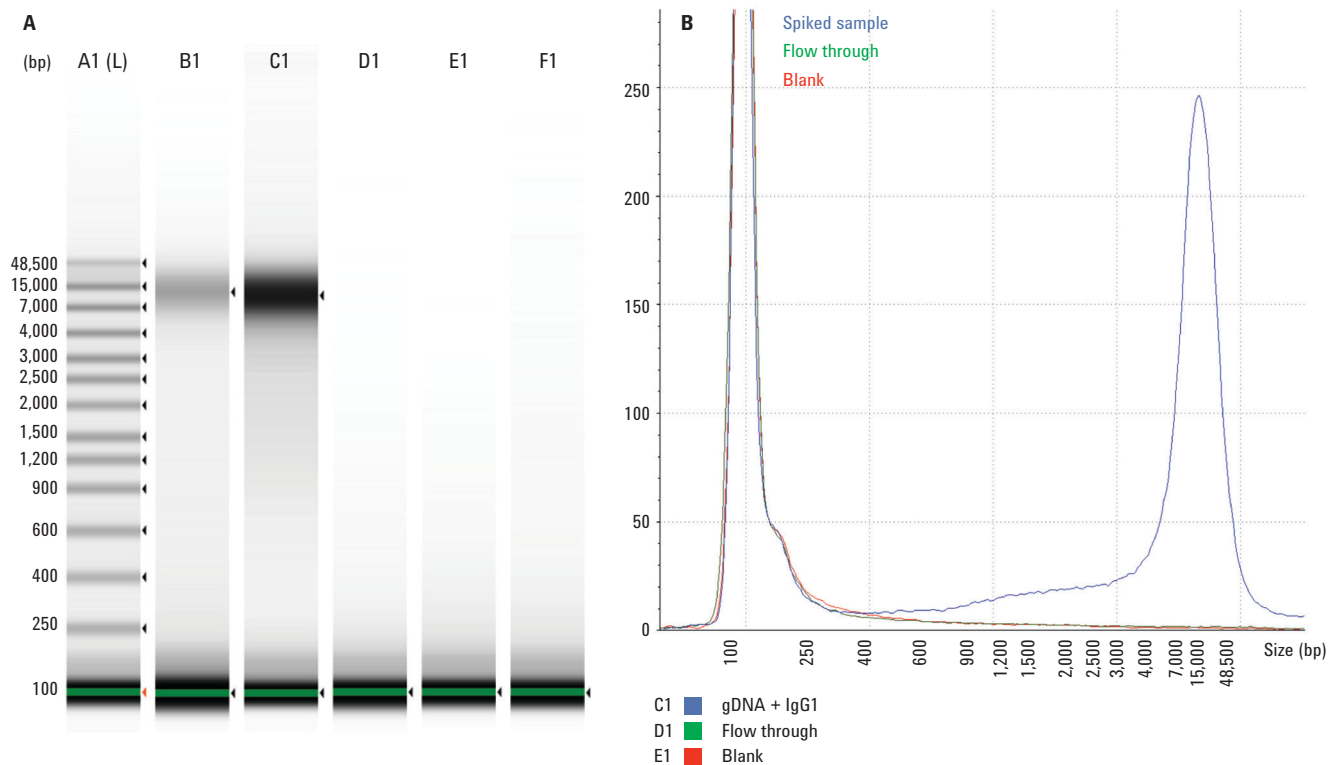 A
(bp) A1 (L) B1 C1 D1 E1 F1
48,500
15,000
7,000
4,000
3,000
2,500
2,000
1,500
1,200
900
600
400
250
100
B
Spiked sample
Flow through
Blank
250
200
150
100
50
0
100 250 400 600 900 1,200 1,500 2,000 2,500 3,000 4,000 7,000 15,000 48,500 Size (bp)
C1 gDNA + IgG1
D1 Flow through
E1 Blank